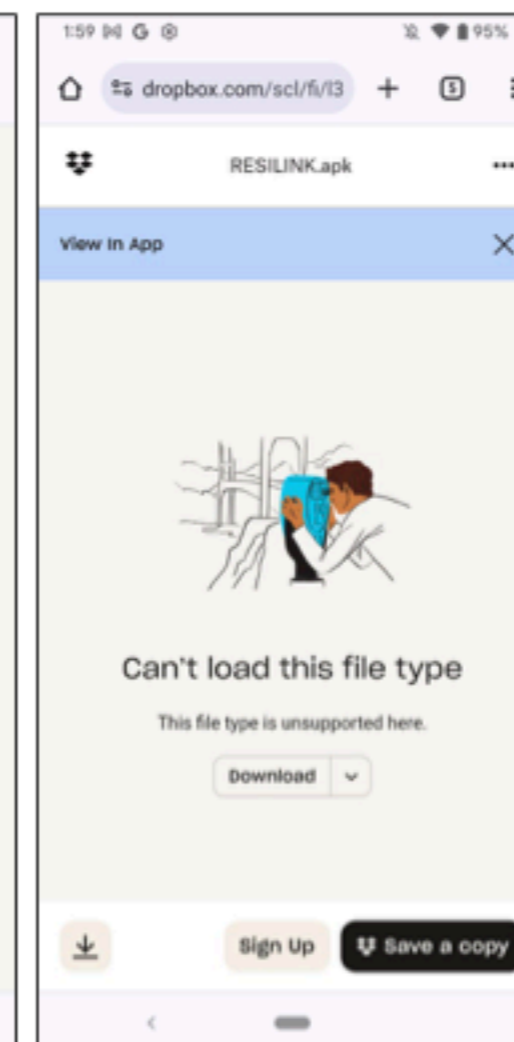 1:59 G 95%
dropbox.com/scl/fi/l3 5
RESILINK.apk
View In App
Can't load this file type
This file type is unsupported here.
Download
Sign Up Save a copy